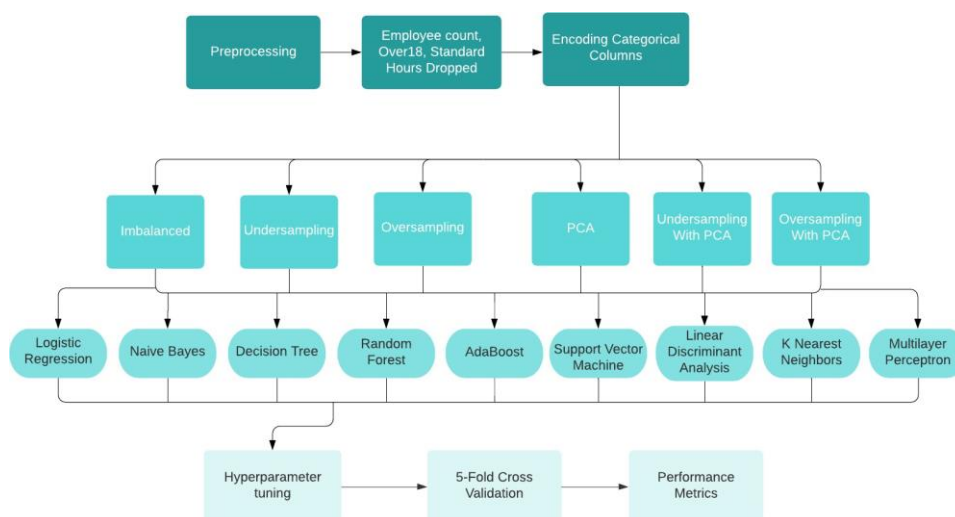 Preprocessing
Employee count,
Over18, Standard
Hours Dropped
Encoding Categorical
Columns
Imbalanced
Undersampling
Oversampling
PCA
Undersampling
With PCA
Oversampling
With PCA
Logistic
Regression
Naive Bayes
Decision Tree
Random
Forest
AdaBoost
Support Vector
Machine
Linear
Discriminant
Analysis
K Nearest
Neighbors
Multilayer
Perceptron
Hyperparameter
tuning
5-Fold Cross
Validation
Performance
Metrics